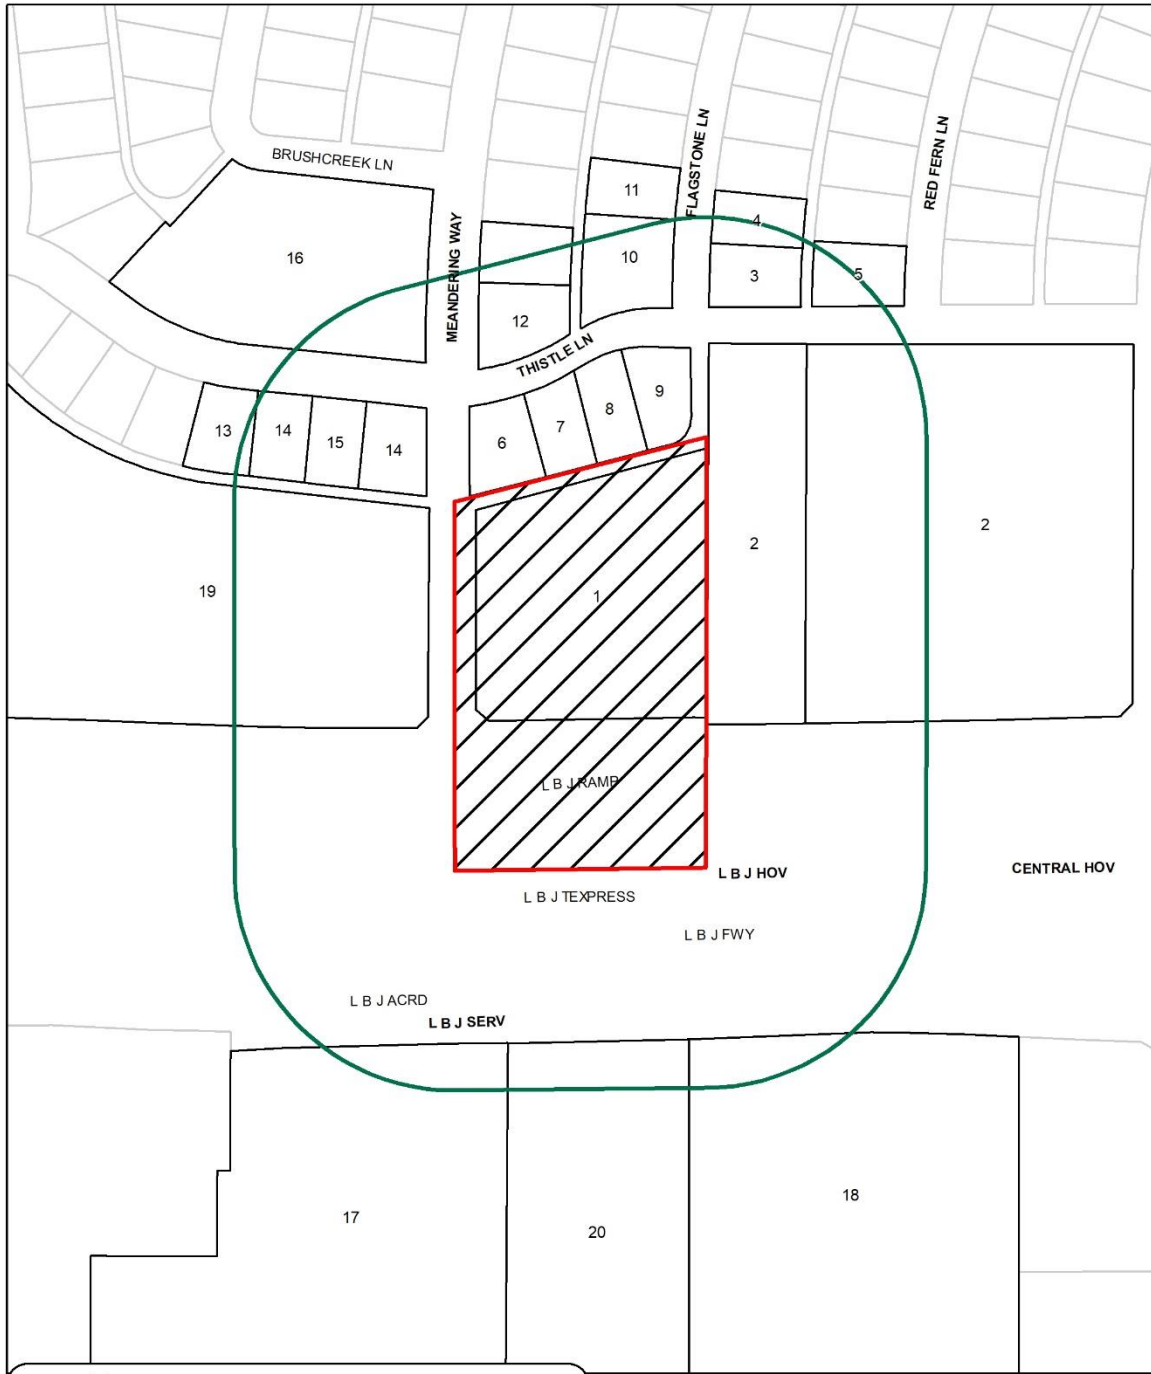 BRUSHCREEK LN
MEANDERING WAY
FLAGSTONE LN
RED FERN LN
11
4
16
10
3
5
12
THISTLE LN
9
8
7
6
13
14
15
14
2
2
19
1
L B J RAMP
L B J HOV
CENTRAL HOV
L B J TEXPRESS
L B J FWY
L B J ACRD
L B J SERV
17
20
18